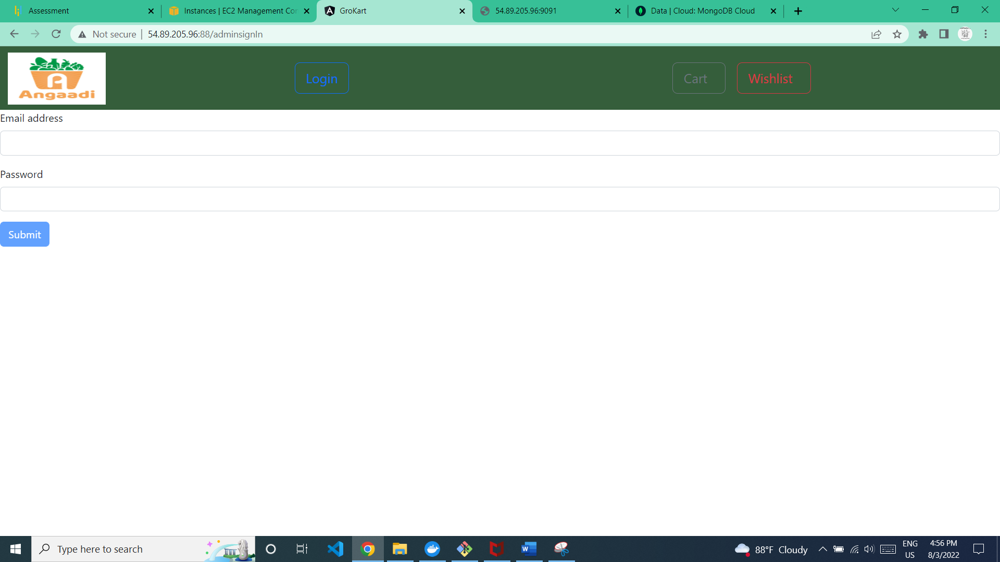 Assessment
Instances | EC2 Management Con
GroKart
54.89.205.96:9091
Data | Cloud: MongoDB Cloud
Not secure | 54.89.205.96:88/adminsignIn
Angaadi
Login
Cart
Wishlist
Email address
Password
Submit
Type here to search
88°F Cloudy
ENG
US
4:56 PM
8/3/2022